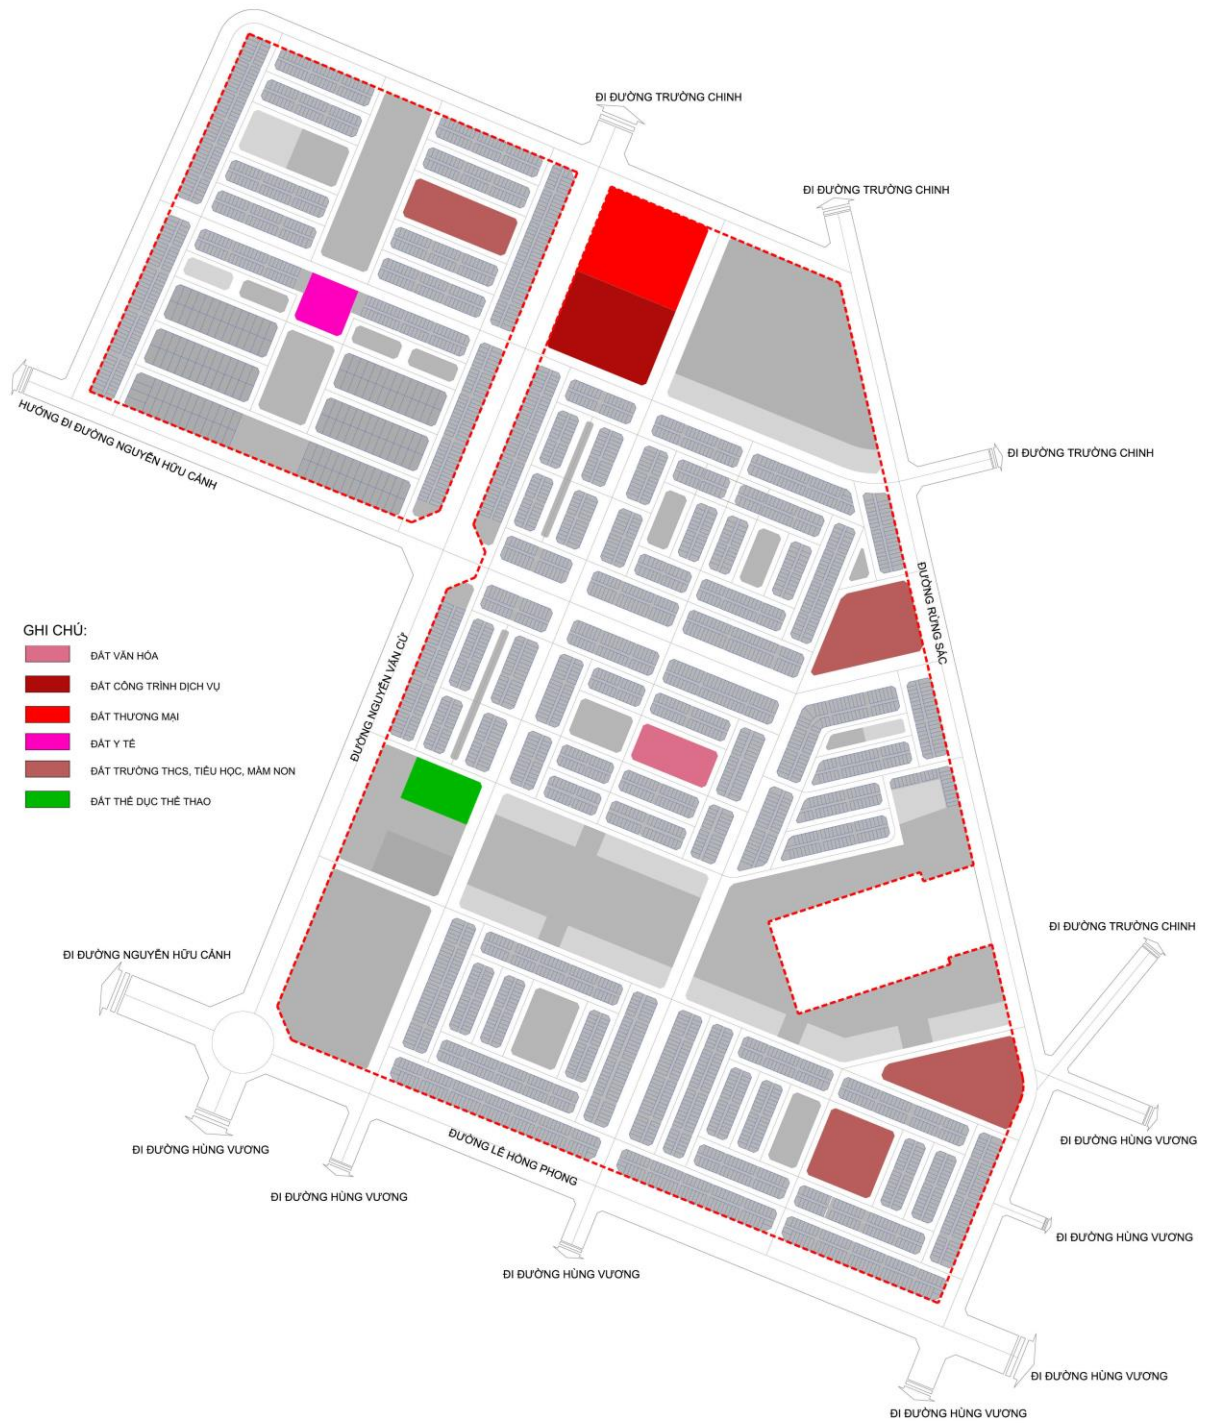 ĐI ĐƯỜNG TRƯỜNG CHINH
ĐI ĐƯỜNG TRƯỜNG CHINH
HƯỚNG ĐI ĐƯỜNG NGUYỄN HỮU CẢNH
ĐI ĐƯỜNG TRƯỜNG CHINH
ĐƯỜNG RỪNG SÁC
ĐƯỜNG NGUYỄN VĂN CỪ
GHI CHÚ:
ĐẤT VĂN HÓA
ĐẤT CÔNG TRÌNH DỊCH VỤ
ĐẤT THƯƠNG MẠI
ĐẤT Y TẾ
ĐẤT TRƯỜNG THCS, TIỂU HỌC, MẦM NON
ĐẤT THỂ DỤC THỂ THAO
ĐI ĐƯỜNG TRƯỜNG CHINH
ĐI ĐƯỜNG NGUYỄN HỮU CẢNH
ĐI ĐƯỜNG HÙNG VƯƠNG
ĐƯỜNG LÊ HỒNG PHONG
ĐI ĐƯỜNG HÙNG VƯƠNG
ĐI ĐƯỜNG HÙNG VƯƠNG
ĐI ĐƯỜNG HÙNG VƯƠNG
ĐI ĐƯỜNG HÙNG VƯƠNG
ĐI ĐƯỜNG HÙNG VƯƠNG
ĐI ĐƯỜNG HÙNG VƯƠNG